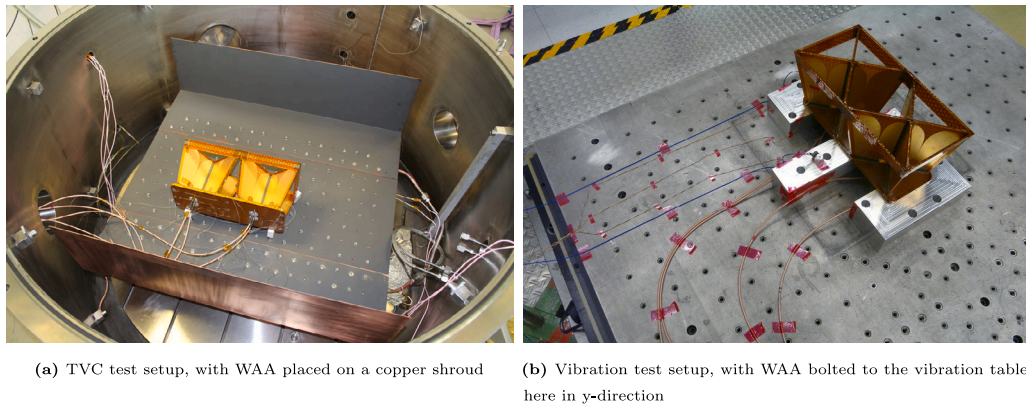 (a) TVC test setup, with WAA placed on a copper shroud
(b) Vibration test setup, with WAA bolted to the vibration table
here in y-direction